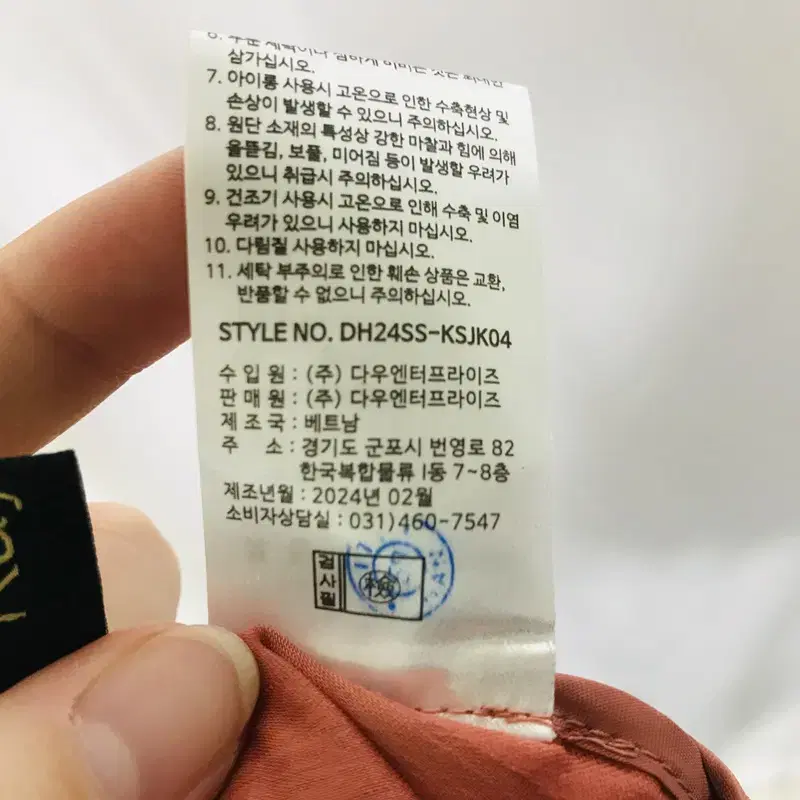 삼가십시오.
7. 아이롱 사용시 고온으로 인한 수축현상 및
손상이 발생할 수 있으니 주의하십시오.
8. 원단 소재의 특성상 강한 마찰과 힘에 의해
올뜯김, 보풀, 미어짐 등이 발생할 우려가
있으니 취급시 주의하십시오.
9. 건조기 사용시 고온으로 인해 수축 및 이염
우려가 있으니 사용하지 마십시오.
10. 다림질 사용하지 마십시오.
11. 세탁 부주의로 인한 훼손 상품은 교환,
반품할 수 없으니 주의하십시오.
STYLE NO. DH24SS-KSJK04
수 입 원 : (주) 다우엔터프라이즈
판 매 원 : (주) 다우엔터프라이즈
제 조 국 : 베트남
주 소 : 경기도 군포시 번영로 82
한국복합물류 I동 7~8층
제조년월 : 2024년 02월
소비자상담실 : 031)460-7547
검사필 檢